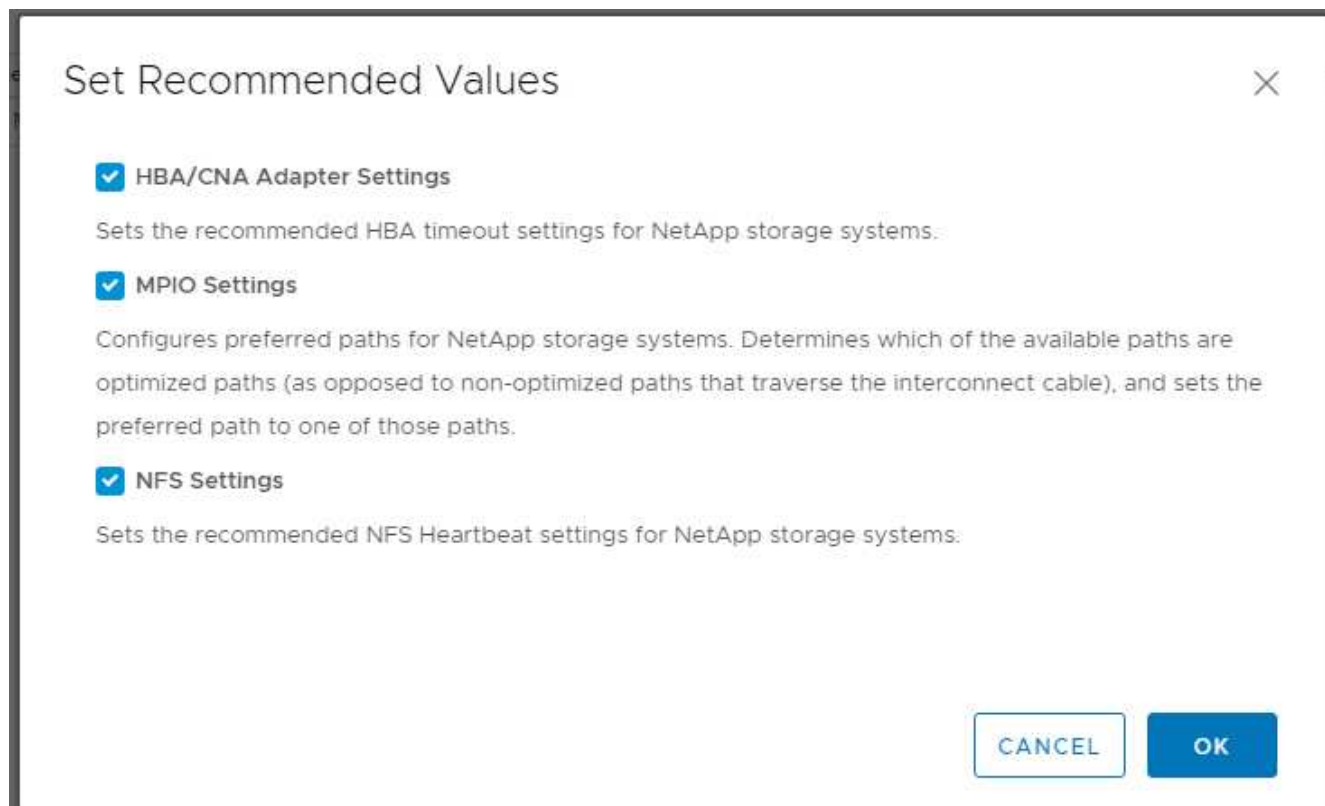 Set Recommended Values
HBA/CNA Adapter Settings
Sets the recommended HBA timeout settings for NetApp storage systems.
MPIO Settings
Configures preferred paths for NetApp storage systems. Determines which of the available paths are
optimized paths (as opposed to non-optimized paths that traverse the interconnect cable), and sets the
preferred path to one of those paths.
NFS Settings
Sets the recommended NFS Heartbeat settings for NetApp storage systems.
CANCEL OK